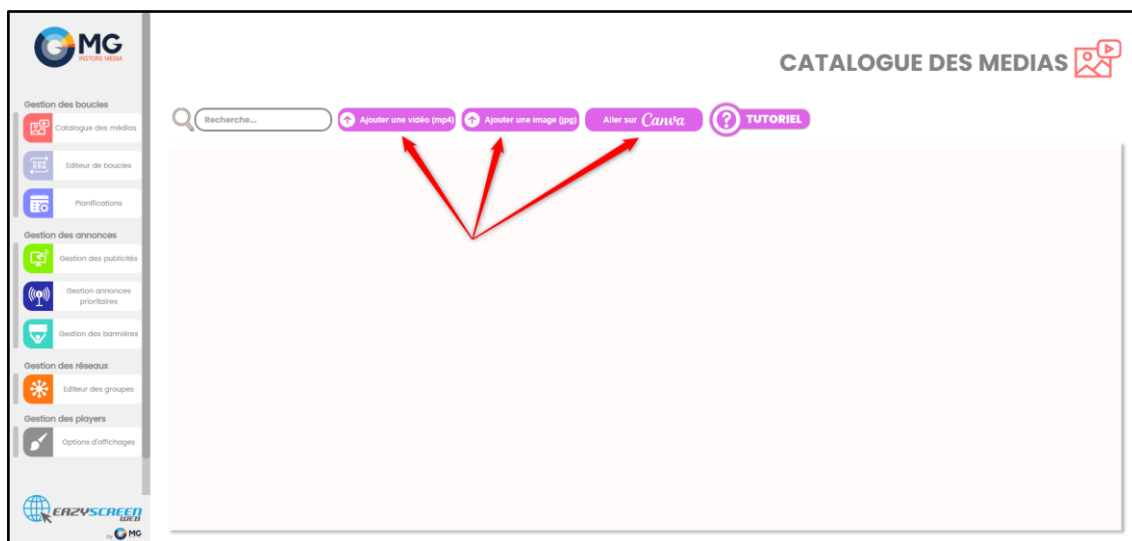 MG
INSTORE MEDIA
CATALOGUE DES MEDIAS
Gestion des boucles
Catalogue des médias
Editeur de boucles
Planifications
Gestion des annonces
Gestion des publicités
Gestion annonces
prioritaires
Gestion des bannières
Gestion des réseaux
Editeur des groupes
Gestion des players
Options d'affichages
EAZYSCREEN
WEB
by MG
Recherche...
Ajouter une vidéo (mp4)
Ajouter une image (jpg)
Aller sur Canva
? TUTORIEL